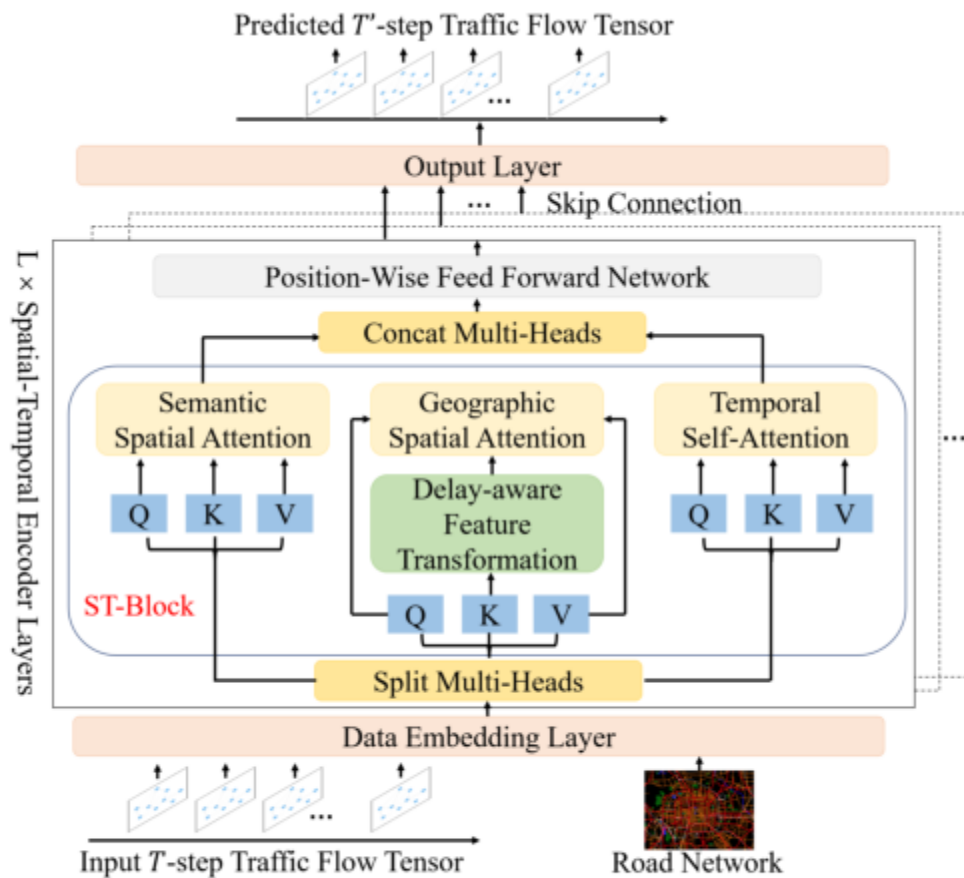 Predicted T'-step Traffic Flow Tensor
...
Output Layer
...
Skip Connection
L × Spatial-Temporal Encoder Layers
Position-Wise Feed Forward Network
Concat Multi-Heads
Semantic
Spatial Attention
Geographic
Spatial Attention
Temporal
Self-Attention
...
Q K V
Delay-aware
Feature
Transformation
Q K V
ST-Block
Q K V
Split Multi-Heads
Data Embedding Layer
...
Input T-step Traffic Flow Tensor
Road Network